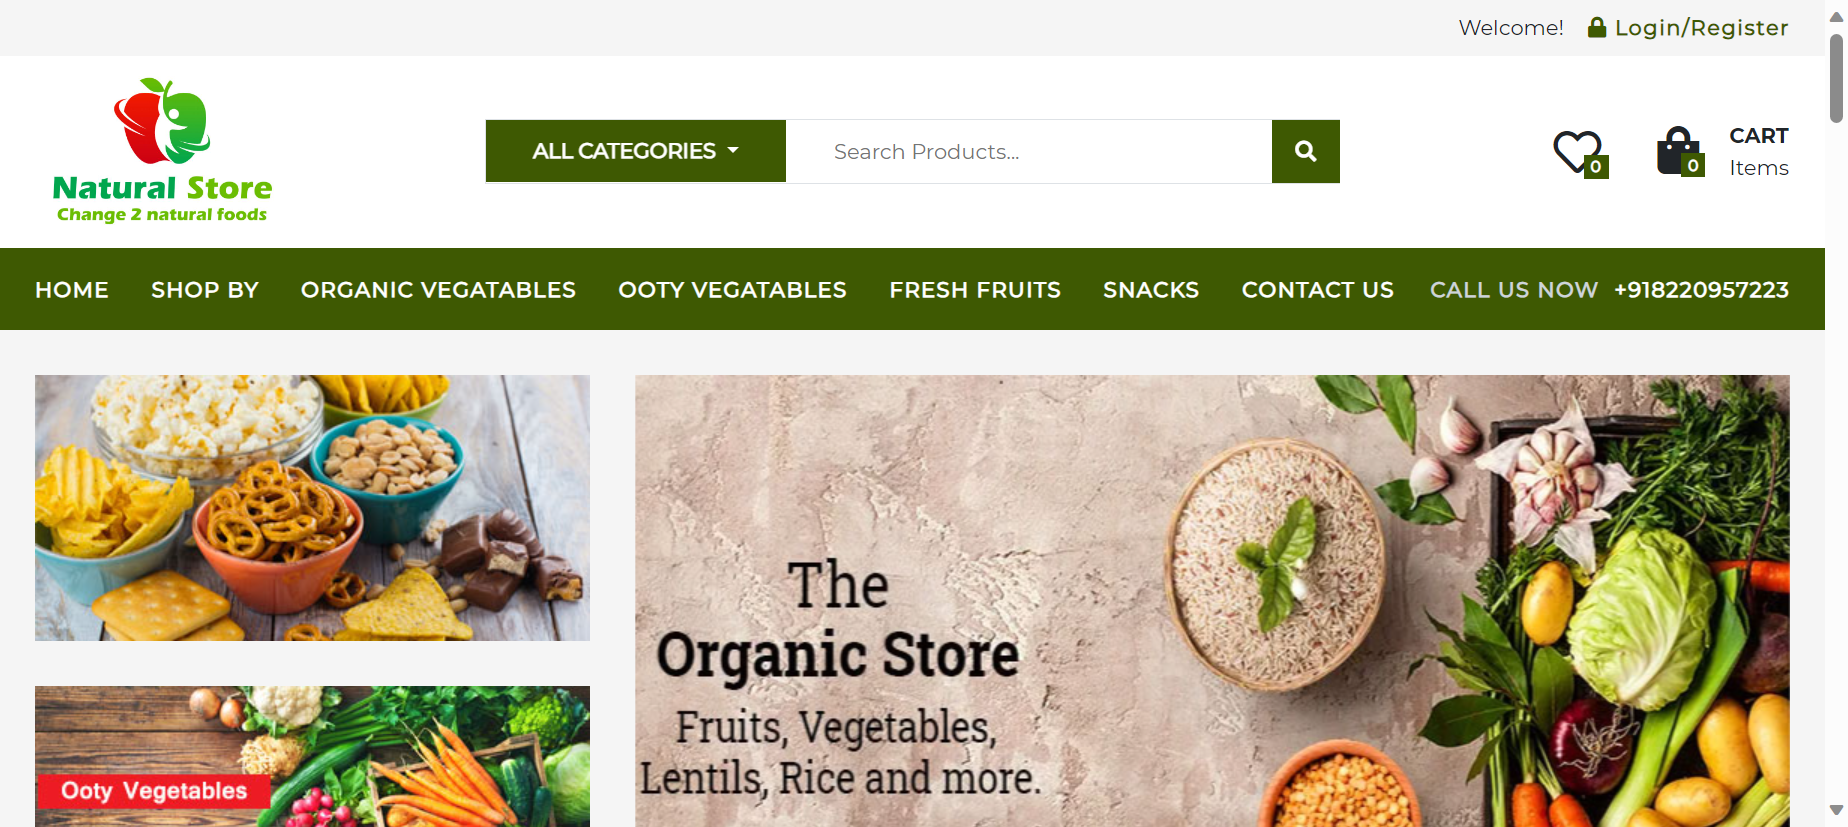 Welcome! Login/Register
Natural Store
Change 2 natural foods
ALL CATEGORIES
Search Products...
0
0
CART
Items
HOME SHOP BY ORGANIC VEGATABLES OOTY VEGATABLES FRESH FRUITS SNACKS CONTACT US CALL US NOW +918220957223
The
Organic Store
Fruits, Vegetables,
Lentils, Rice and more.
Ooty Vegetables